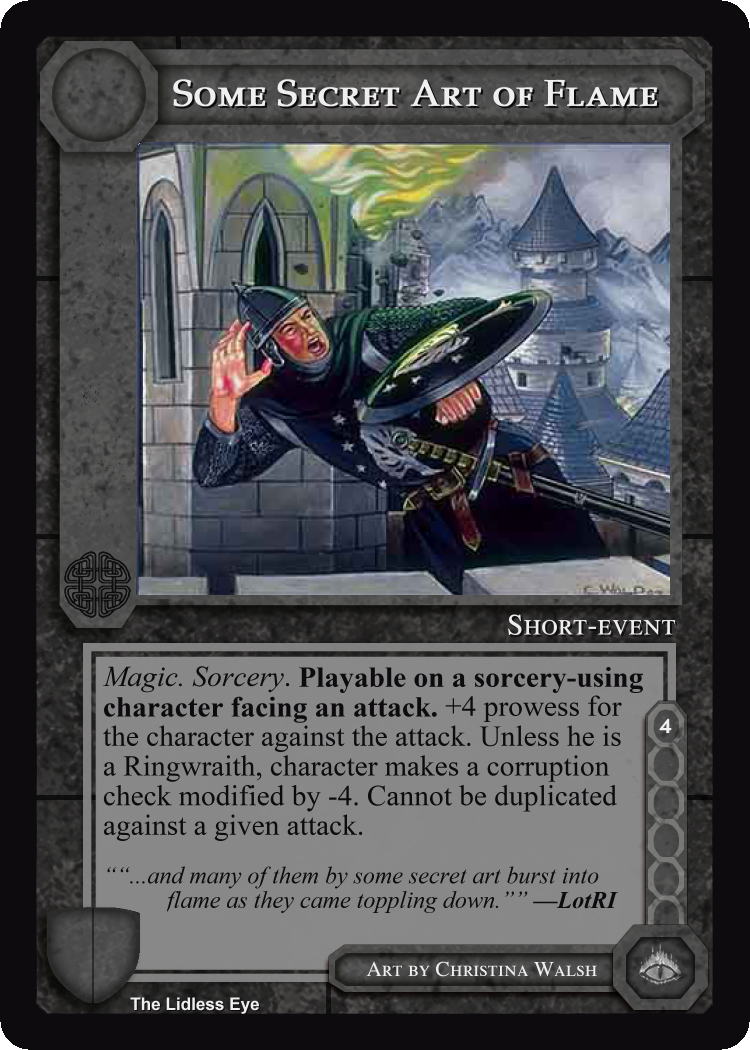 Some Secret Art of Flame
Short-event
Magic. Sorcery. Playable on a sorcery-using
character facing an attack. +4 prowess for
the character against the attack. Unless he is
a Ringwraith, character makes a corruption
check modified by -4. Cannot be duplicated
against a given attack.
4
““...and many of them by some secret art burst into
flame as they came toppling down.”” —LotRI
Art by Christina Walsh
The Lidless Eye